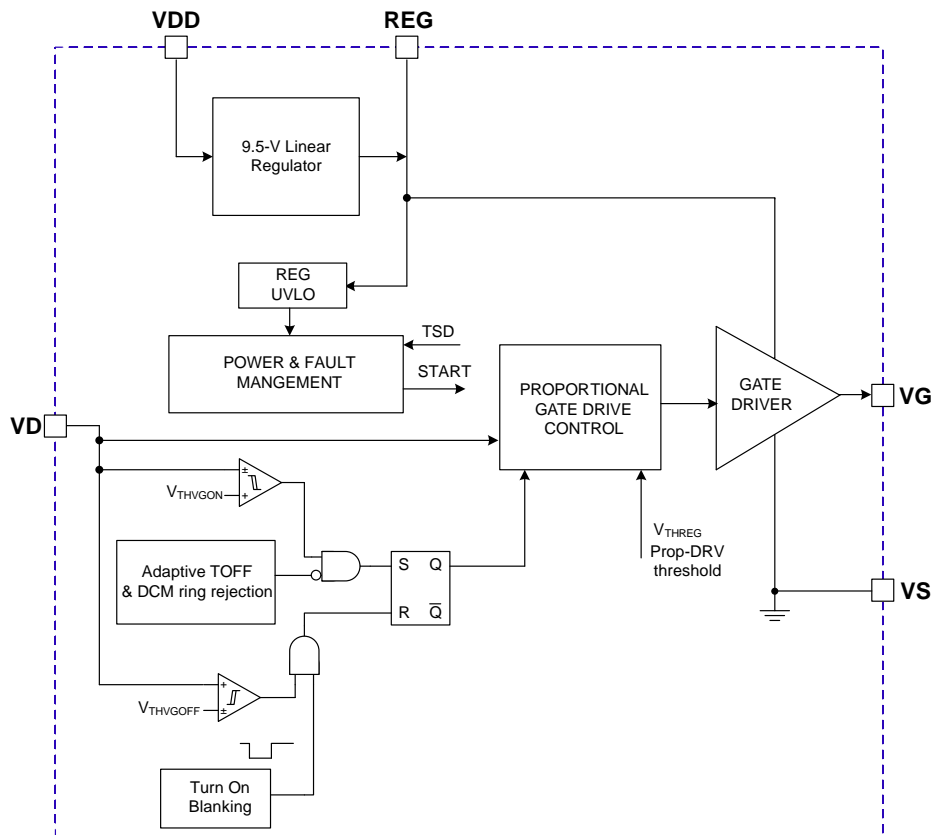 VDD
REG
9.5-V Linear
Regulator
REG
UVLO
TSD
POWER & FAULT
MANGEMENT
START
PROPORTIONAL
GATE DRIVE
CONTROL
GATE
DRIVER
VG
VD
±
VTHVGON
+
VTHREG
Prop-DRV
threshold
Adaptive TOFF
& DCM ring rejection
S Q
R Q̅
VS
+
VTHVGOFF
±
Turn On
Blanking